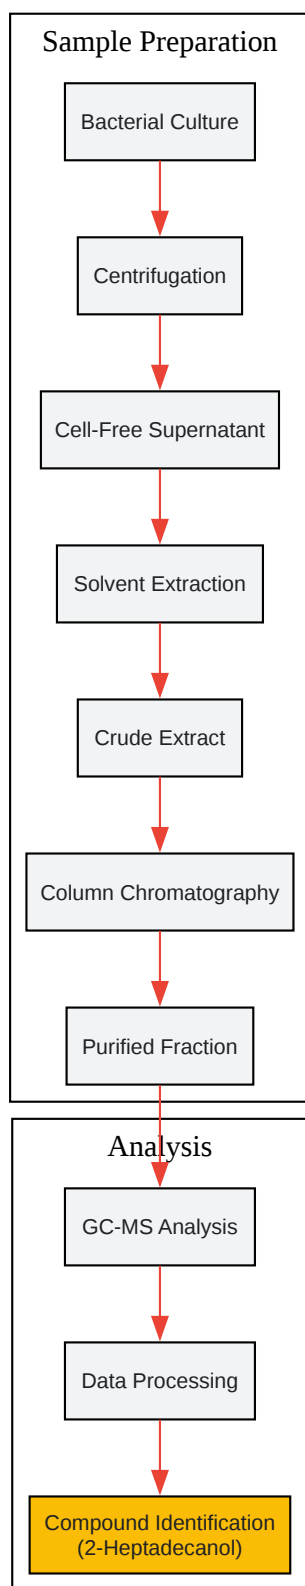 Sample Preparation
Bacterial Culture
Centrifugation
Cell-Free Supernatant
Solvent Extraction
Crude Extract
Column Chromatography
Purified Fraction
Analysis
GC-MS Analysis
Data Processing
Compound Identification
(2-Heptadecanol)